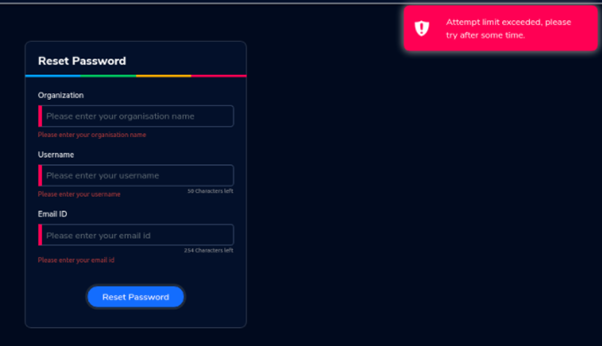 Attempt limit exceeded, please
try after some time.
Reset Password
Organization
Please enter your organisation name
Please enter your organisation name
Username
Please enter your username
50 Characters left
Please enter your username
Email ID
Please enter your email id
254 Characters left
Please enter your email id
Reset Password